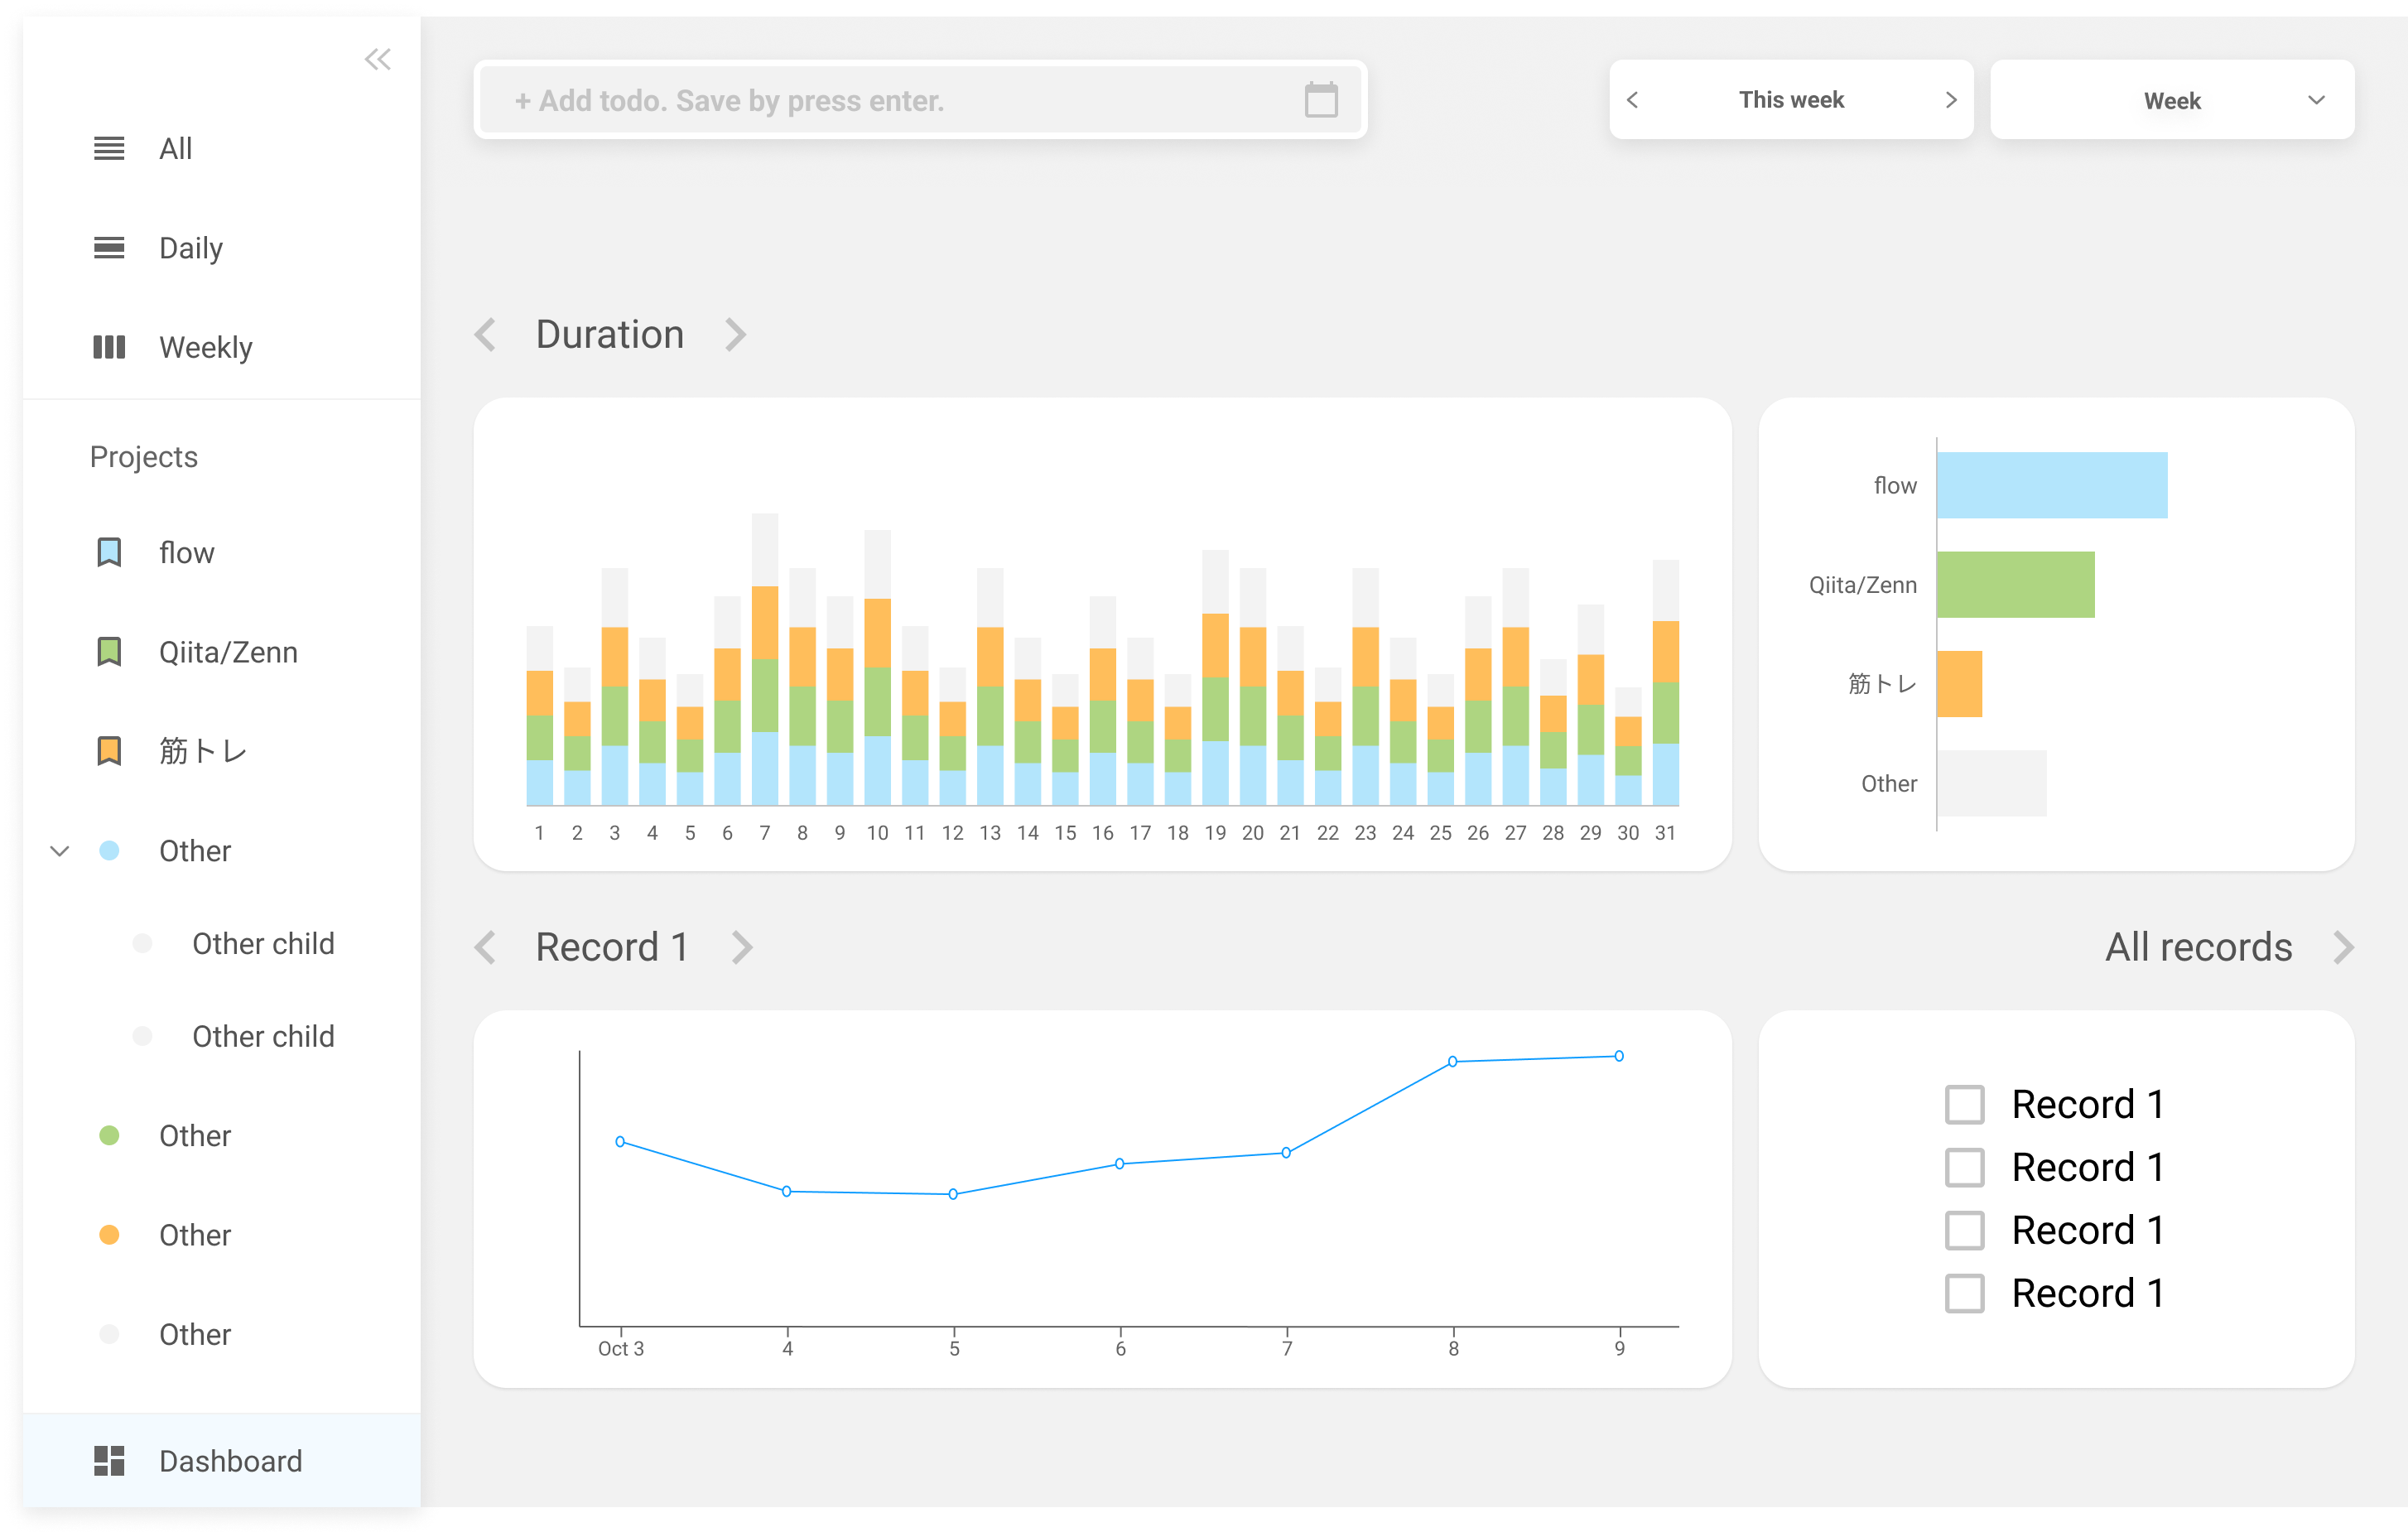 All
Daily
Weekly
Projects
flow
Qiita/Zenn
筋トレ
Other
Other child
Other child
Other
Other
Other
Dashboard
+ Add todo. Save by press enter.
This week
Week
Duration
1 2 3 4 5 6 7 8 9 10 11 12 13 14 15 16 17 18 19 20 21 22 23 24 25 26 27 28 29 30 31
flow
Qiita/Zenn
筋トレ
Other
Record 1
All records
Oct 3 4 5 6 7 8 9
Record 1
Record 1
Record 1
Record 1